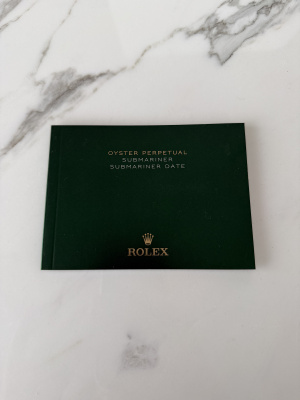 OYSTER PERPETUAL
SUBMARINER
SUBMARINER DATE
ROLEX